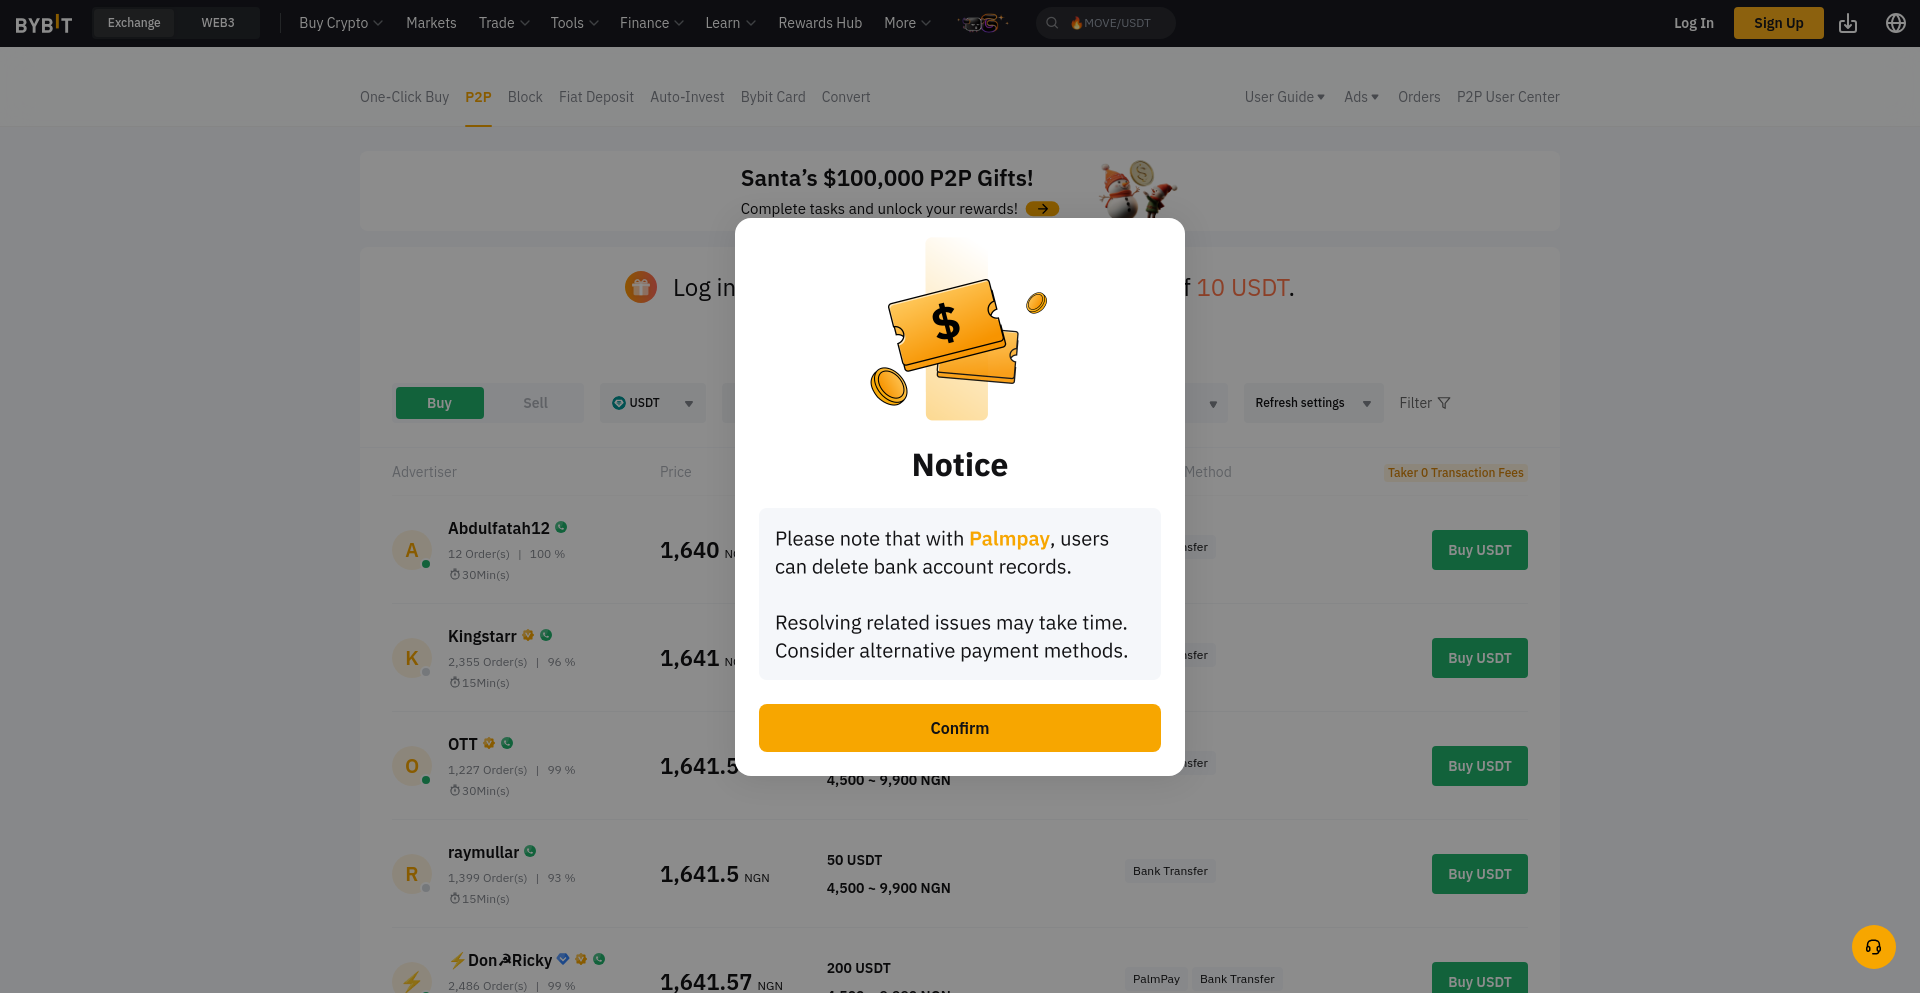 BYBIT
Exchange
WEB3
Buy Crypto
Markets
Trade
Tools
Finance
Learn
Rewards Hub
More
🔥MOVE/USDT
Log In
Sign Up
One-Click Buy
P2P
Block
Fiat Deposit
Auto-Invest
Bybit Card
Convert
User Guide
Ads
Orders
P2P User Center
Santa’s $100,000 P2P Gifts!
Complete tasks and unlock your rewards!
Log in
10 USDT.
Buy
Sell
USDT
Refresh settings
Filter
Advertiser
Price
Method
Taker 0 Transaction Fees
$
Notice
Please note that with Palmpay, users
can delete bank account records.
Resolving related issues may take time.
Consider alternative payment methods.
Confirm
A
Abdulfatah12
12 Order(s) | 100 %
30Min(s)
1,640
Buy USDT
K
Kingstarr
2,355 Order(s) | 96 %
15Min(s)
1,641
Buy USDT
O
OTT
1,227 Order(s) | 99 %
30Min(s)
1,641.5
4,500 ~ 9,900 NGN
Buy USDT
R
raymullar
1,399 Order(s) | 93 %
15Min(s)
1,641.5 NGN
50 USDT
4,500 ~ 9,900 NGN
Bank Transfer
Buy USDT
⚡Don☭Ricky
2,486 Order(s) | 99 %
1,641.57 NGN
200 USDT
PalmPay
Bank Transfer
Buy USDT